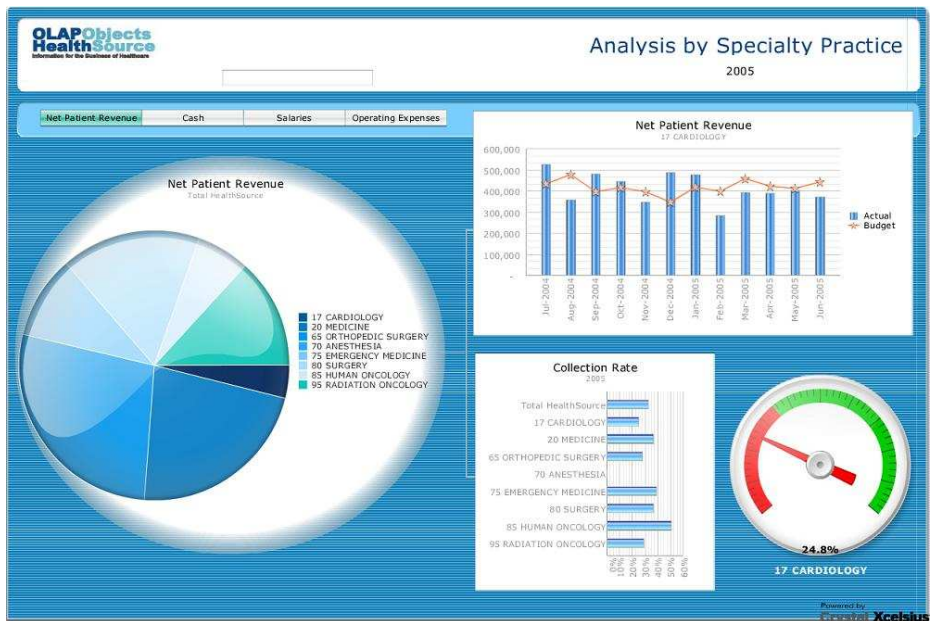 OLAPObjects
HealthSource
Information for the Business of Healthcare
Analysis by Specialty Practice
2005
Net Patient Revenue
Cash
Salaries
Operating Expenses
Net Patient Revenue
Total HealthSource
17 CARDIOLOGY
20 MEDICINE
65 ORTHOPEDIC SURGERY
70 ANESTHESIA
75 EMERGENCY MEDICINE
80 SURGERY
85 HUMAN ONCOLOGY
95 RADIATION ONCOLOGY
Net Patient Revenue
17 CARDIOLOGY
600,000
500,000
400,000
300,000
200,000
100,000
-
Jul-2004
Aug-2004
Sep-2004
Oct-2004
Nov-2004
Dec-2004
Jan-2005
Feb-2005
Mar-2005
Apr-2005
May-2005
Jun-2005
Actual
Budget
Collection Rate
2005
Total HealthSource
17 CARDIOLOGY
20 MEDICINE
65 ORTHOPEDIC SURGERY
70 ANESTHESIA
75 EMERGENCY MEDICINE
80 SURGERY
85 HUMAN ONCOLOGY
95 RADIATION ONCOLOGY
0%
10%
20%
30%
40%
50%
60%
24.8%
17 CARDIOLOGY
Powered by
Crystal Xcelsius